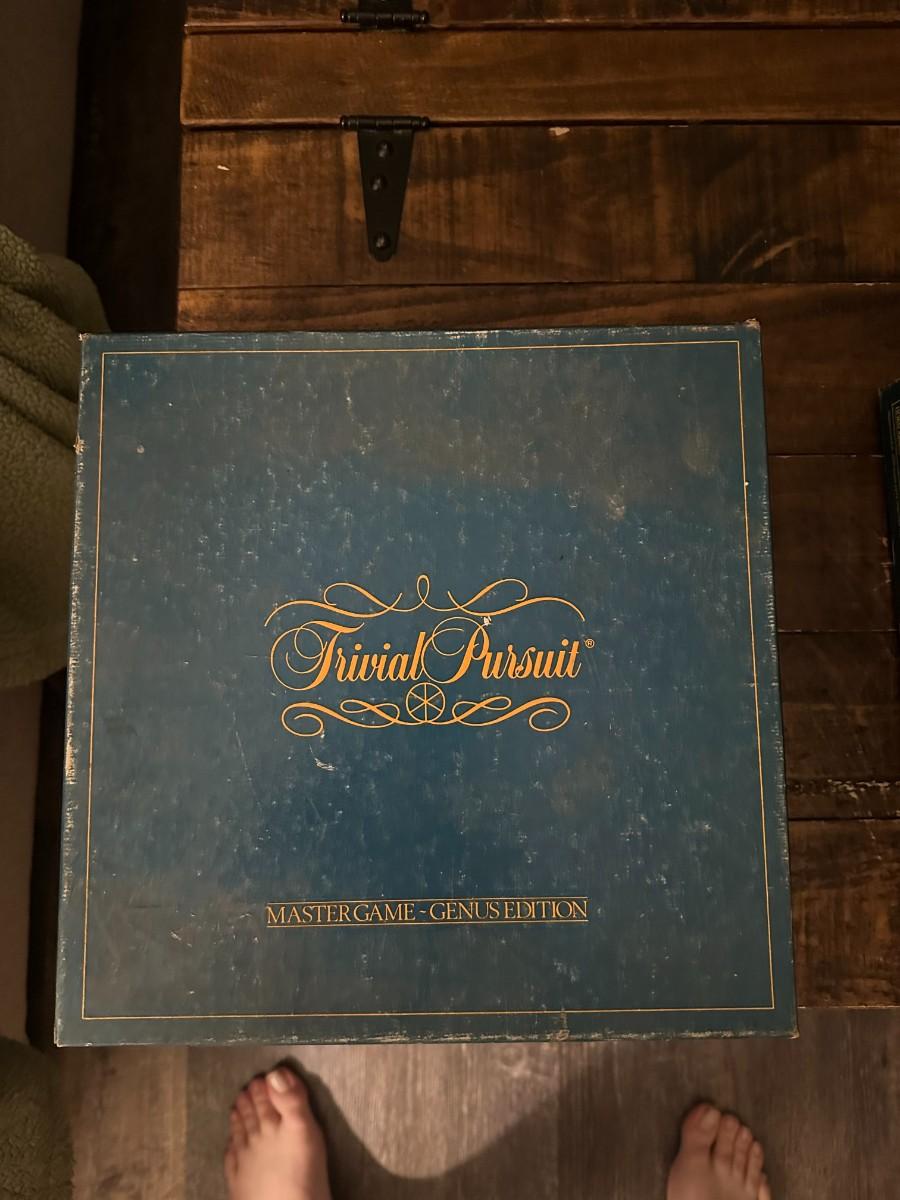 Trivial Pursuit®
MASTER GAME ~ GENUS EDITION